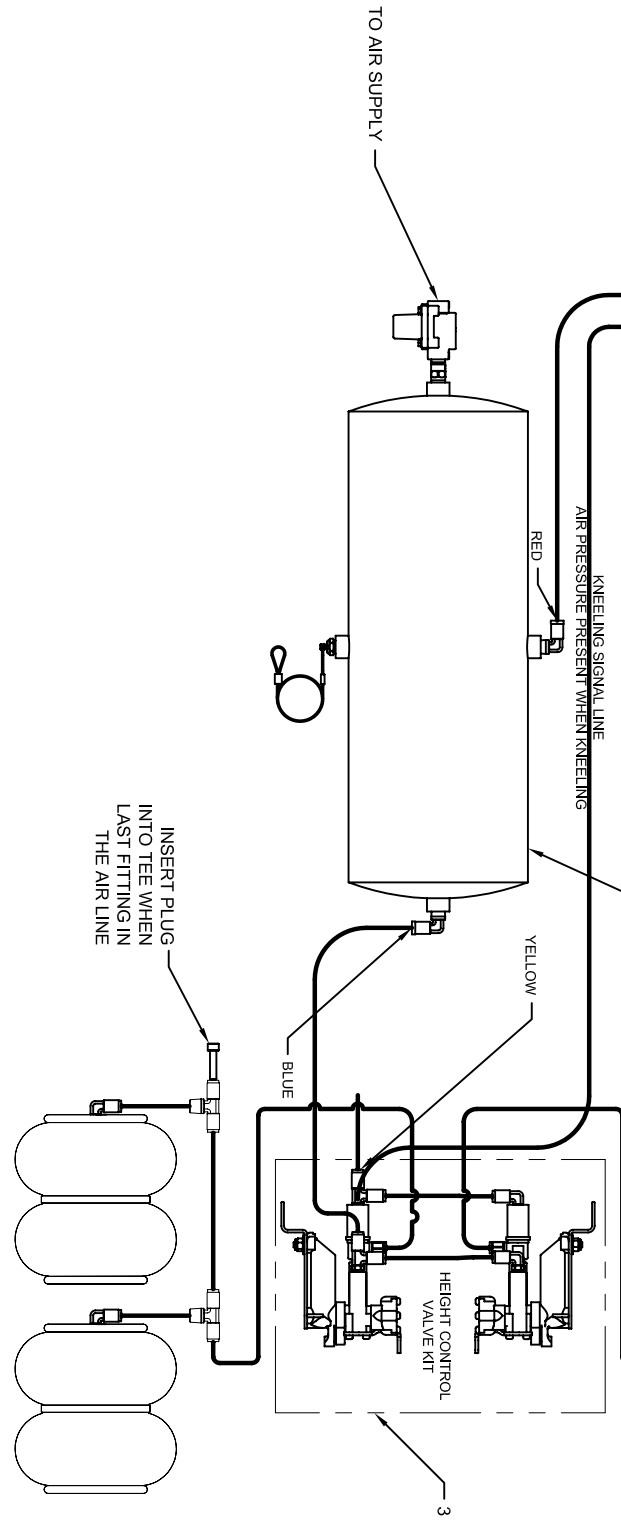 TO AIR SUPPLY
RED
KNEELING SIGNAL LINE
AIR PRESSURE PRESENT WHEN KNEELING
YELLOW
BLUE
INSERT PLUG
INTO TEE WHEN
LAST FITTING IN
THE AIR LINE
HEIGHT CONTROL
VALVE KIT
3